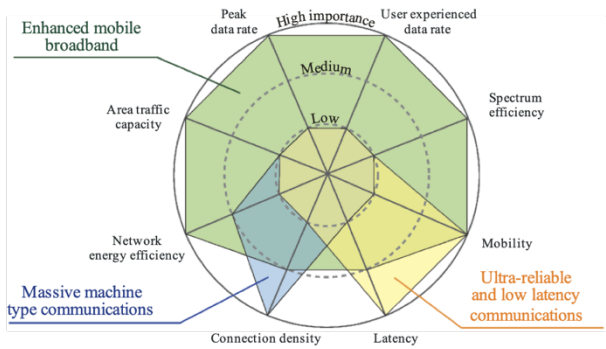 Enhanced mobile
broadband
Peak
data rate
High importance
User experienced
data rate
Medium
Low
Area traffic
capacity
Spectrum
efficiency
Network
energy efficiency
Mobility
Massive machine
type communications
Ultra-reliable
and low latency
communications
Connection density
Latency